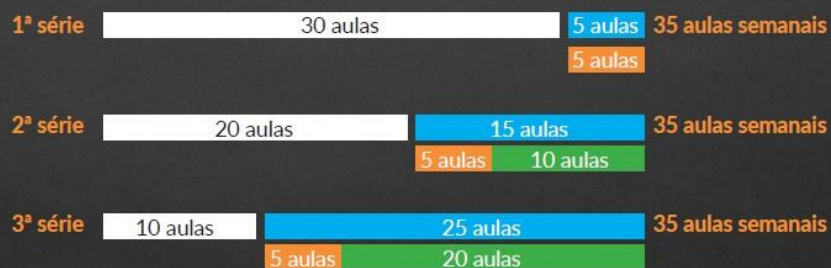 1ª série 30 aulas 5 aulas 35 aulas semanais
5 aulas
2ª série 20 aulas 15 aulas 35 aulas semanais
5 aulas 10 aulas
3ª série 10 aulas 25 aulas 35 aulas semanais
5 aulas 20 aulas